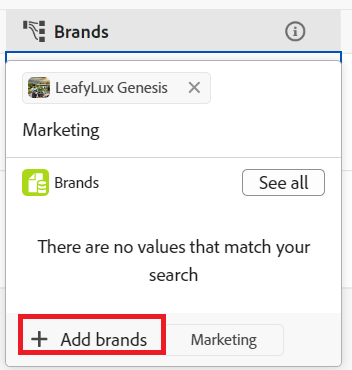 Brands
LeafyLux Genesis
Marketing
Brands
See all
There are no values that match your
search
+ Add brands
Marketing